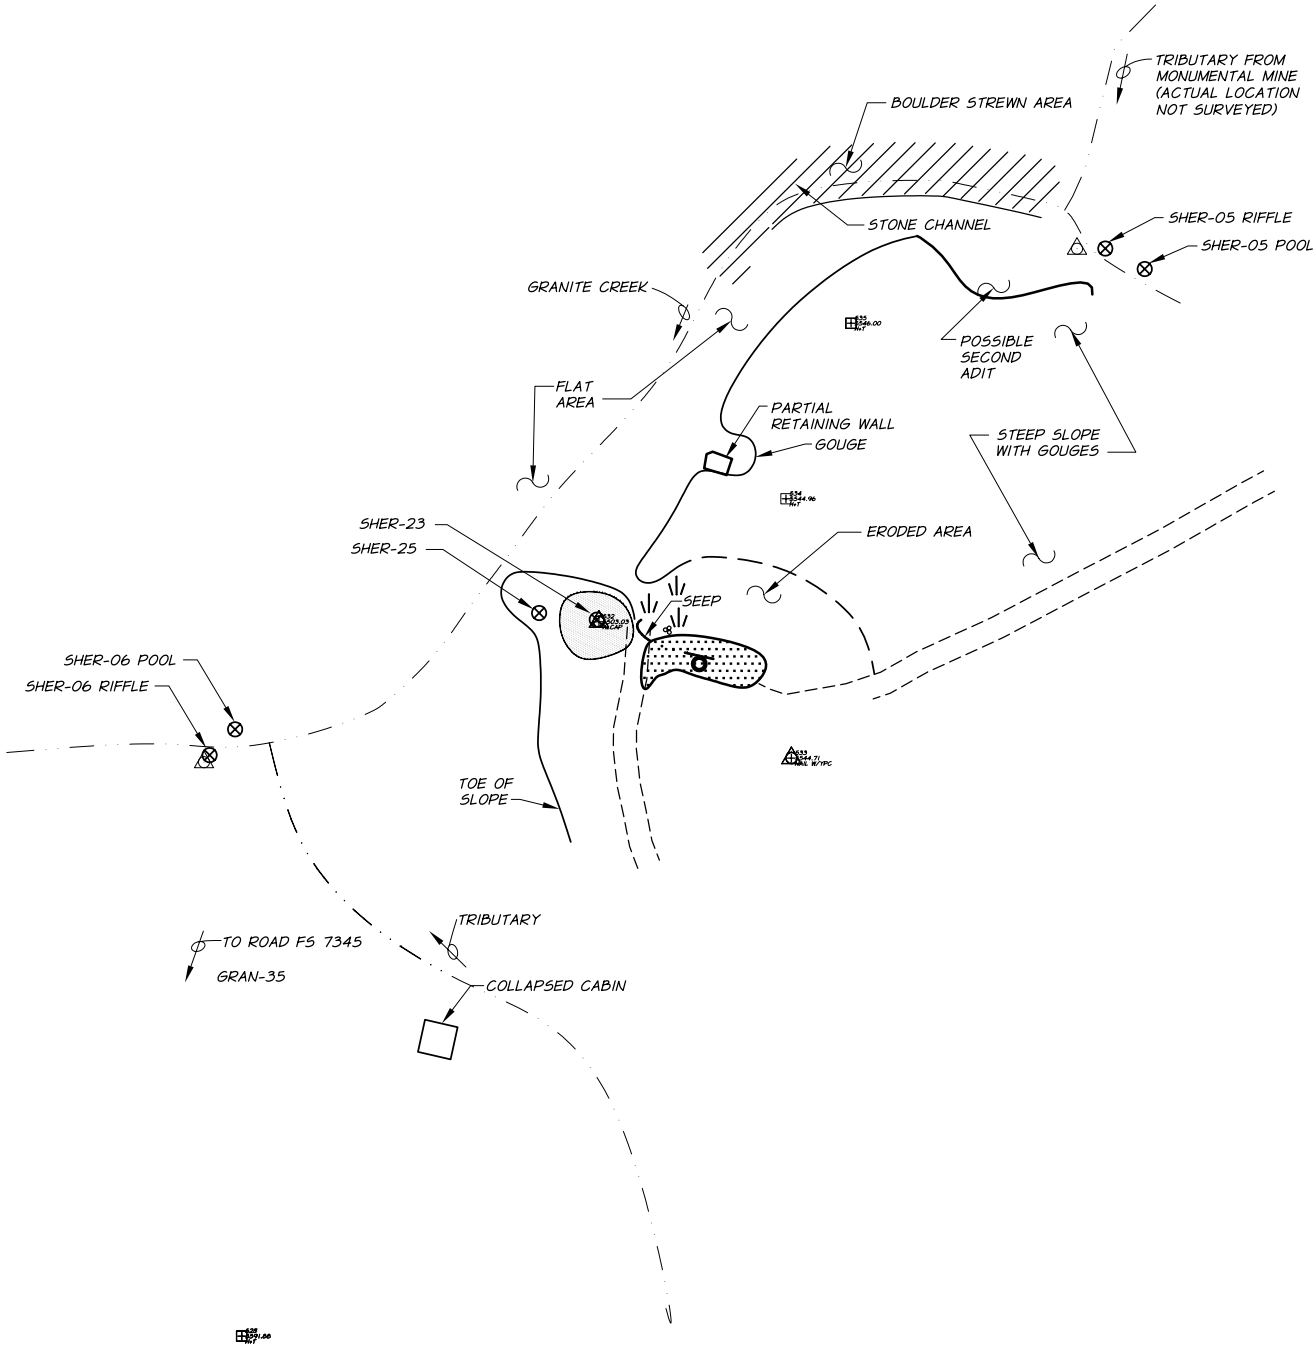 TRIBUTARY FROM
MONUMENTAL MINE
(ACTUAL LOCATION
NOT SURVEYED)
BOULDER STREWN AREA
SHER-05 RIFFLE
STONE CHANNEL
SHER-05 POOL
GRANITE CREEK
POSSIBLE
SECOND
ADIT
FLAT
AREA
PARTIAL
RETAINING WALL
GOUGE
STEEP SLOPE
WITH GOUGES
SHER-23
ERODED AREA
SHER-25
SEEP
SHER-06 POOL
SHER-06 RIFFLE
TOE OF
SLOPE
TRIBUTARY
TO ROAD FS 7345
GRAN-35
COLLAPSED CABIN